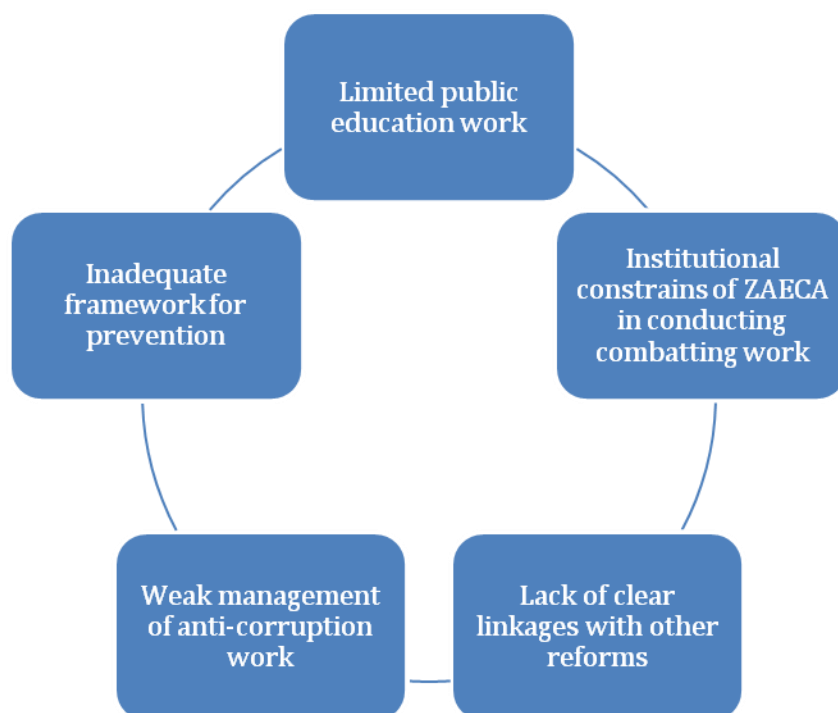 Limited public
education work
Institutional
constrains of ZAECA
in conducting
combatting work
Lack of clear
linkages with other
reforms
Weak management
of anti-corruption
work
Inadequate
framework for
prevention